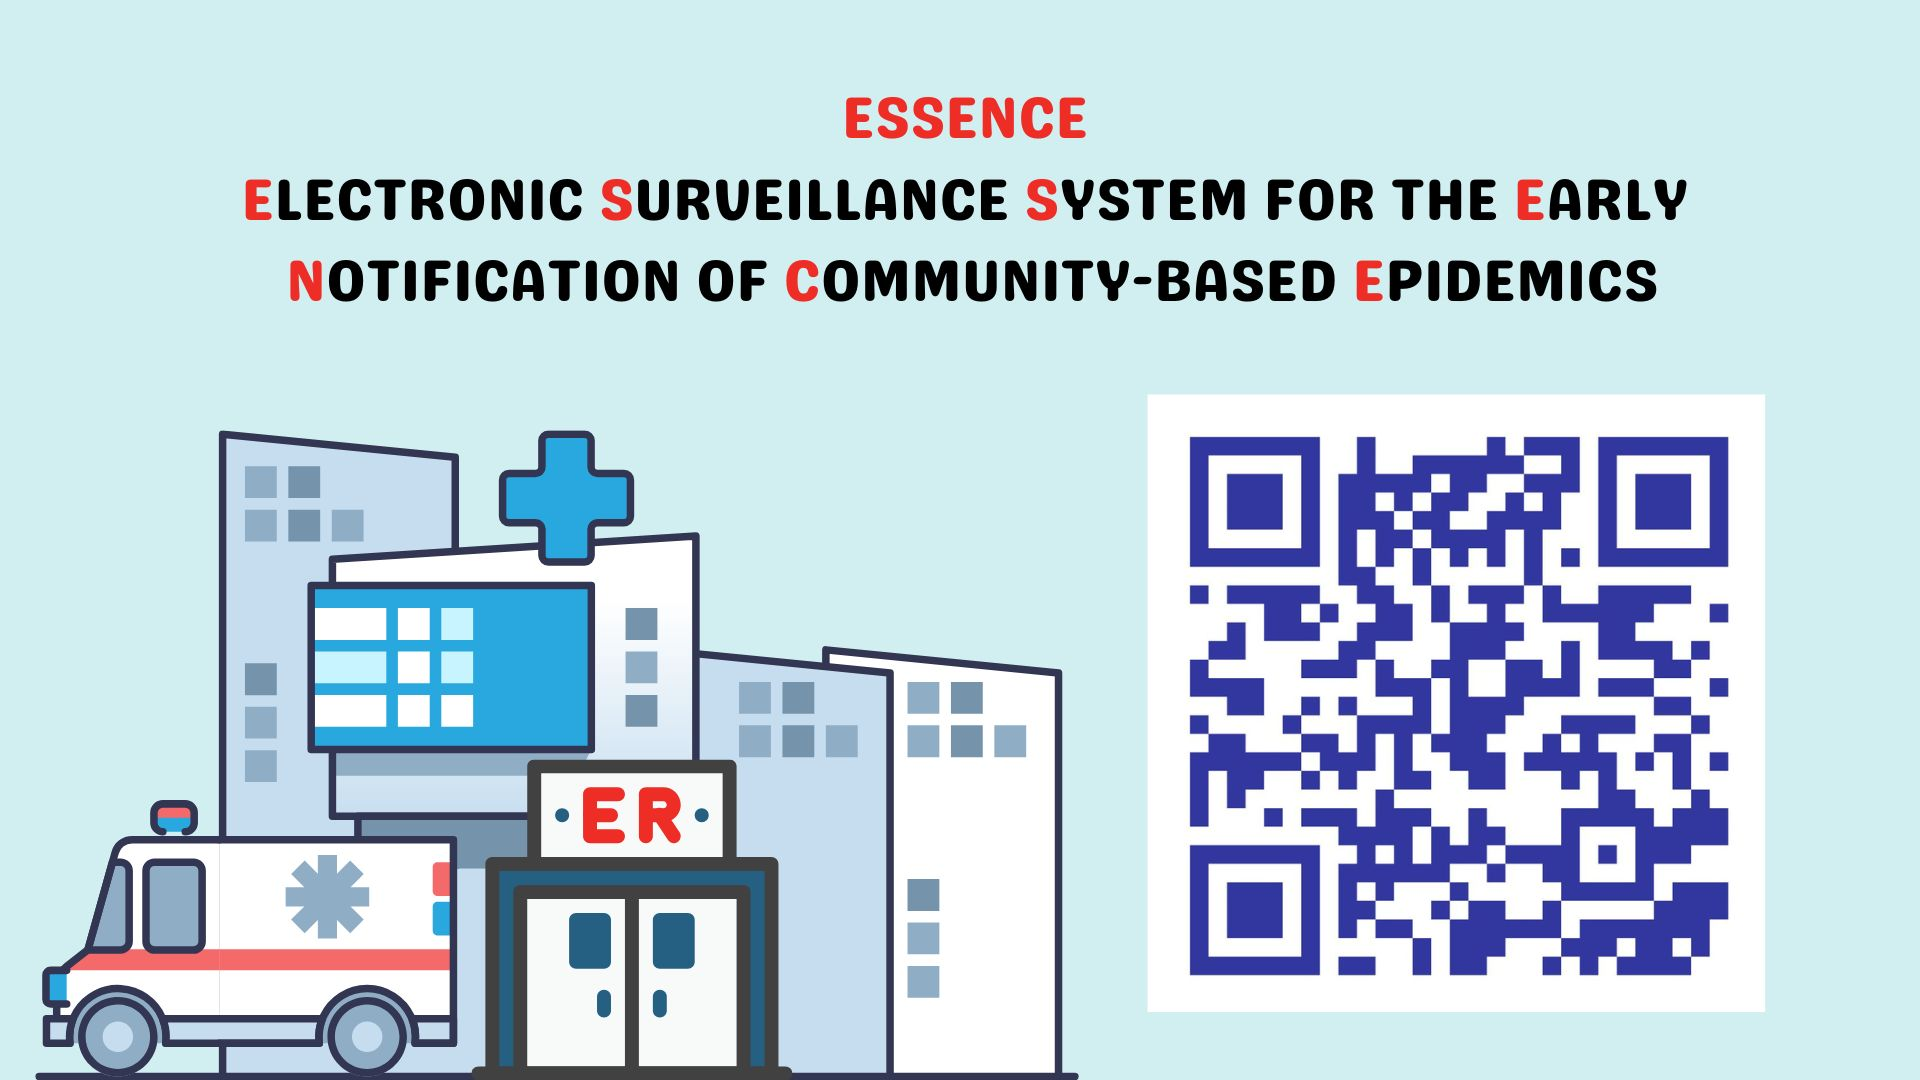 ESSENCE
ELECTRONIC SURVEILLANCE SYSTEM FOR THE EARLY
NOTIFICATION OF COMMUNITY-BASED EPIDEMICS
ER